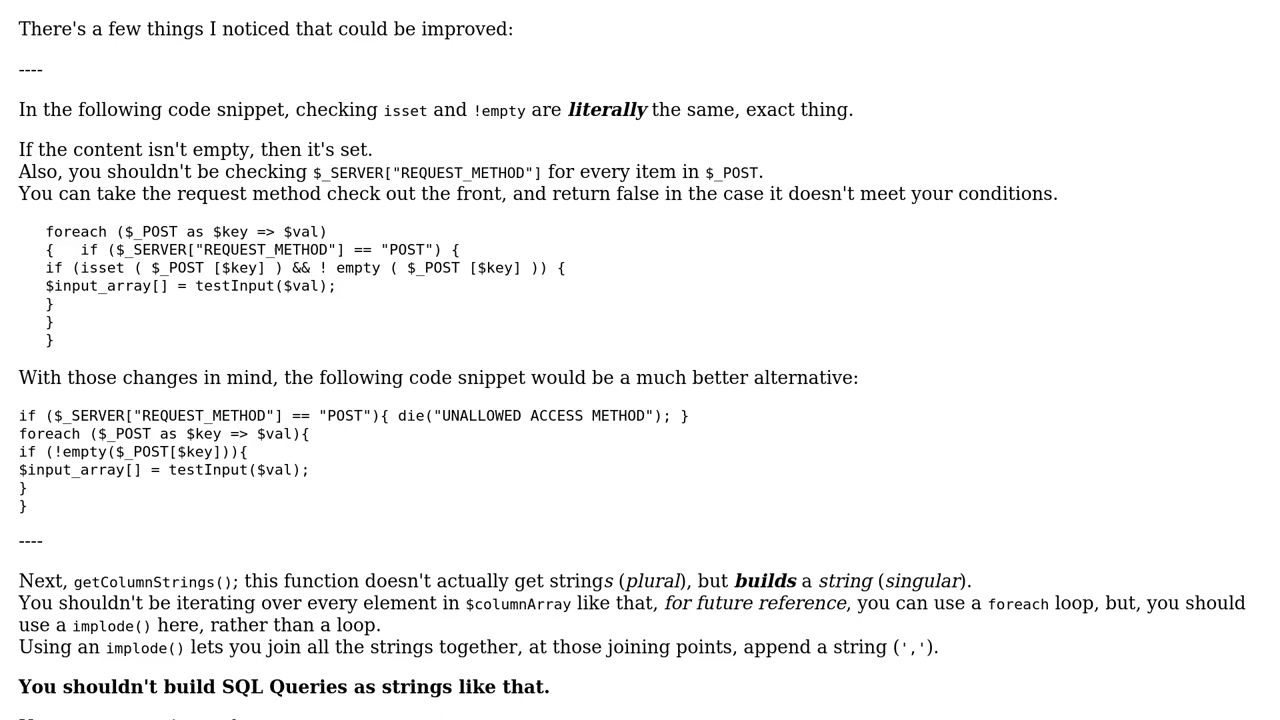 There's a few things I noticed that could be improved:
----
In the following code snippet, checking isset and !empty are literally the same, exact thing.
If the content isn't empty, then it's set.
Also, you shouldn't be checking $_SERVER["REQUEST_METHOD"] for every item in $_POST.
You can take the request method check out the front, and return false in the case it doesn't meet your conditions.
foreach ($_POST as $key => $val)
{   if ($_SERVER["REQUEST_METHOD"] == "POST") {
if (isset ( $_POST [$key] ) && ! empty ( $_POST [$key] )) {
$input_array[] = testInput($val);
}
}
}
With those changes in mind, the following code snippet would be a much better alternative:
if ($_SERVER["REQUEST_METHOD"] == "POST"){ die("UNALLOWED ACCESS METHOD"); }
foreach ($_POST as $key => $val){
if (!empty($_POST[$key])){
$input_array[] = testInput($val);
}
}
----
Next, getColumnStrings(); this function doesn't actually get strings (plural), but builds a string (singular).
You shouldn't be iterating over every element in $columnArray like that, for future reference, you can use a foreach loop, but, you should
use a implode() here, rather than a loop.
Using an implode() lets you join all the strings together, at those joining points, append a string (',').
You shouldn't build SQL Queries as strings like that.